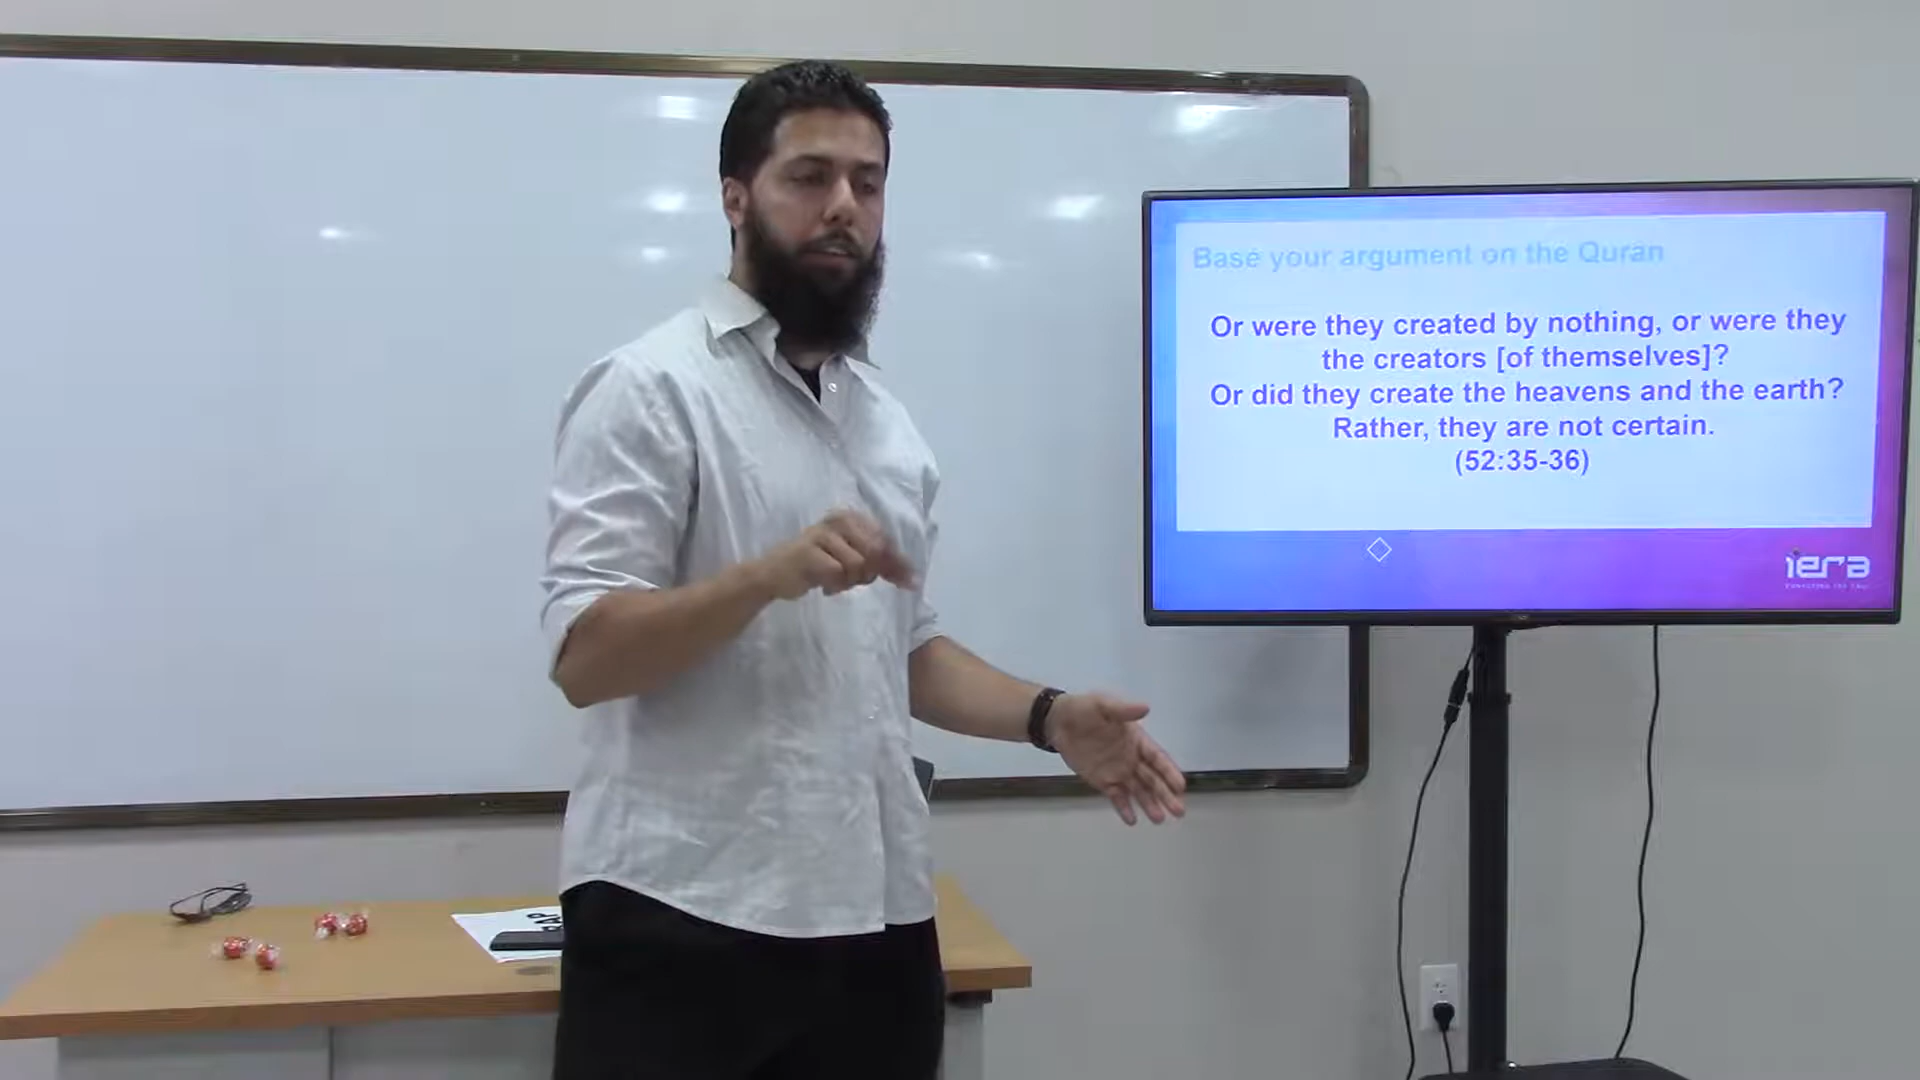 Base your argument on the Quran
Or were they created by nothing, or were they
the creators [of themselves]?
Or did they create the heavens and the earth?
Rather, they are not certain.
(52:35-36)
iera